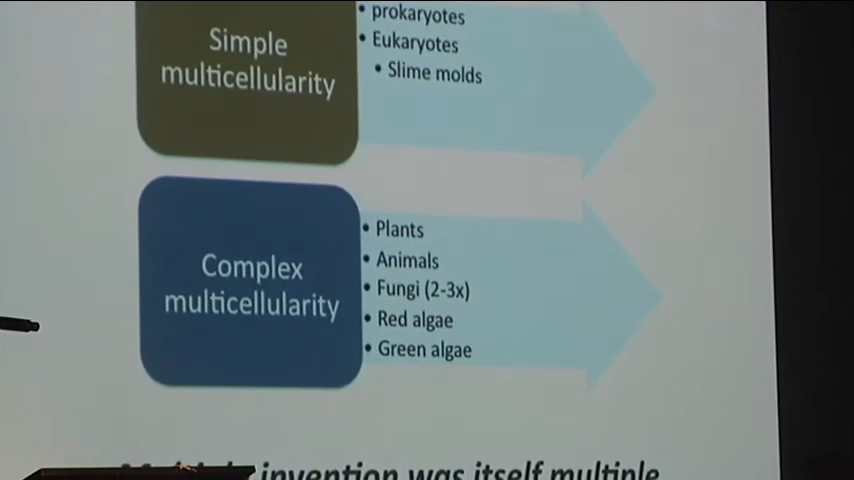 Simple
multicellularity
• prokaryotes
• Eukaryotes
• Slime molds
Complex
multicellularity
• Plants
• Animals
• Fungi (2-3x)
• Red algae
• Green algae
invention was itself multiple